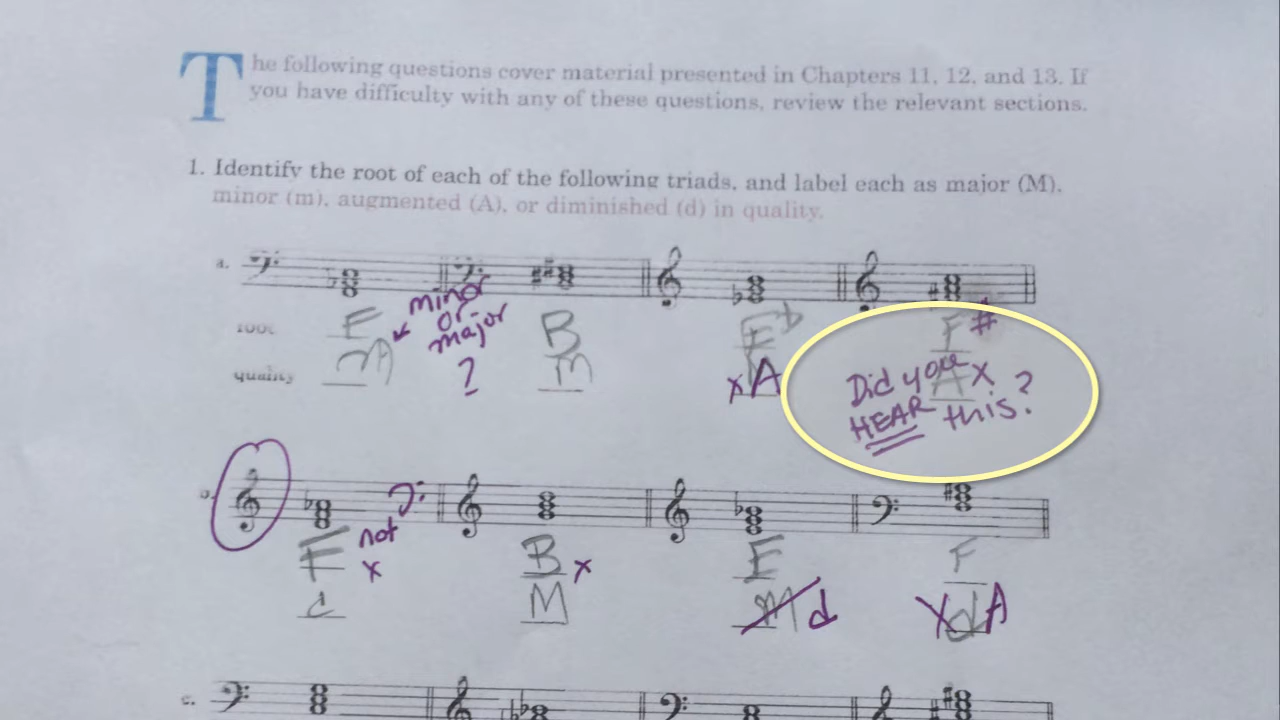 The following questions cover material presented in Chapters 11, 12, and 13. If
you have difficulty with any of these questions, review the relevant sections.
1. Identify the root of each of the following triads, and label each as major (M),
minor (m), augmented (A), or diminished (d) in quality.
a.
root F B Eb F#
quality M M x A A x
minor
or
major
?
Did you
HEAR this?
b.
F B x E F
not
x
d M M d X d A
c.